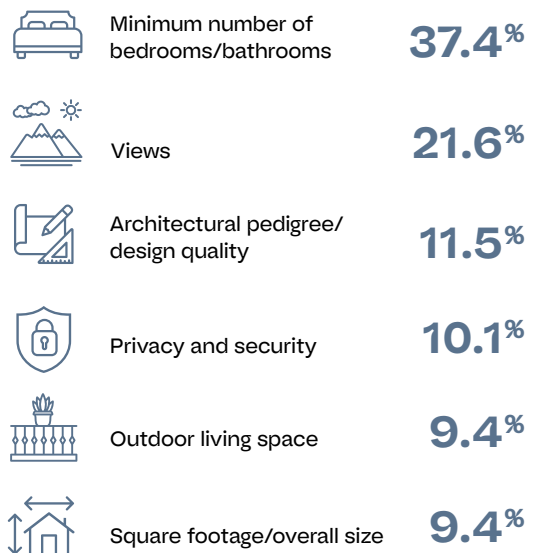 Minimum number of
bedrooms/bathrooms
37.4%
Views
21.6%
Architectural pedigree/
design quality
11.5%
Privacy and security
10.1%
Outdoor living space
9.4%
Square footage/overall size
9.4%